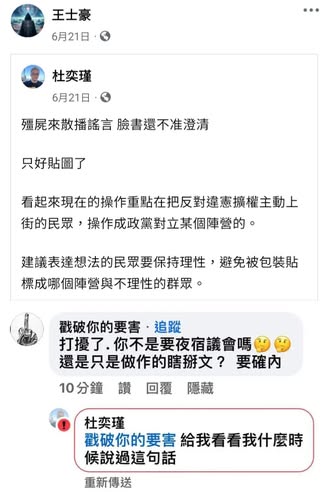 王士豪
6月21日
杜奕瑾
6月21日
殭屍來散播謠言 臉書還不准澄清
只好貼圖了
看起來現在的操作重點在把反對違憲擴權主動上
街的民眾，操作成政黨對立某個陣營的。
建議表達想法的民眾要保持理性，避免被包裝貼
標成哪個陣營與不理性的群眾。
戳破你的要害 · 追蹤
打擾了. 你不是要夜宿議會嗎🤔🤔
還是只是做作的瞎掰文？ 要確內
10分鐘 讚 回覆 隱藏
杜奕瑾
戳破你的要害 給我看看我什麼時
候說過這句話
重新傳送